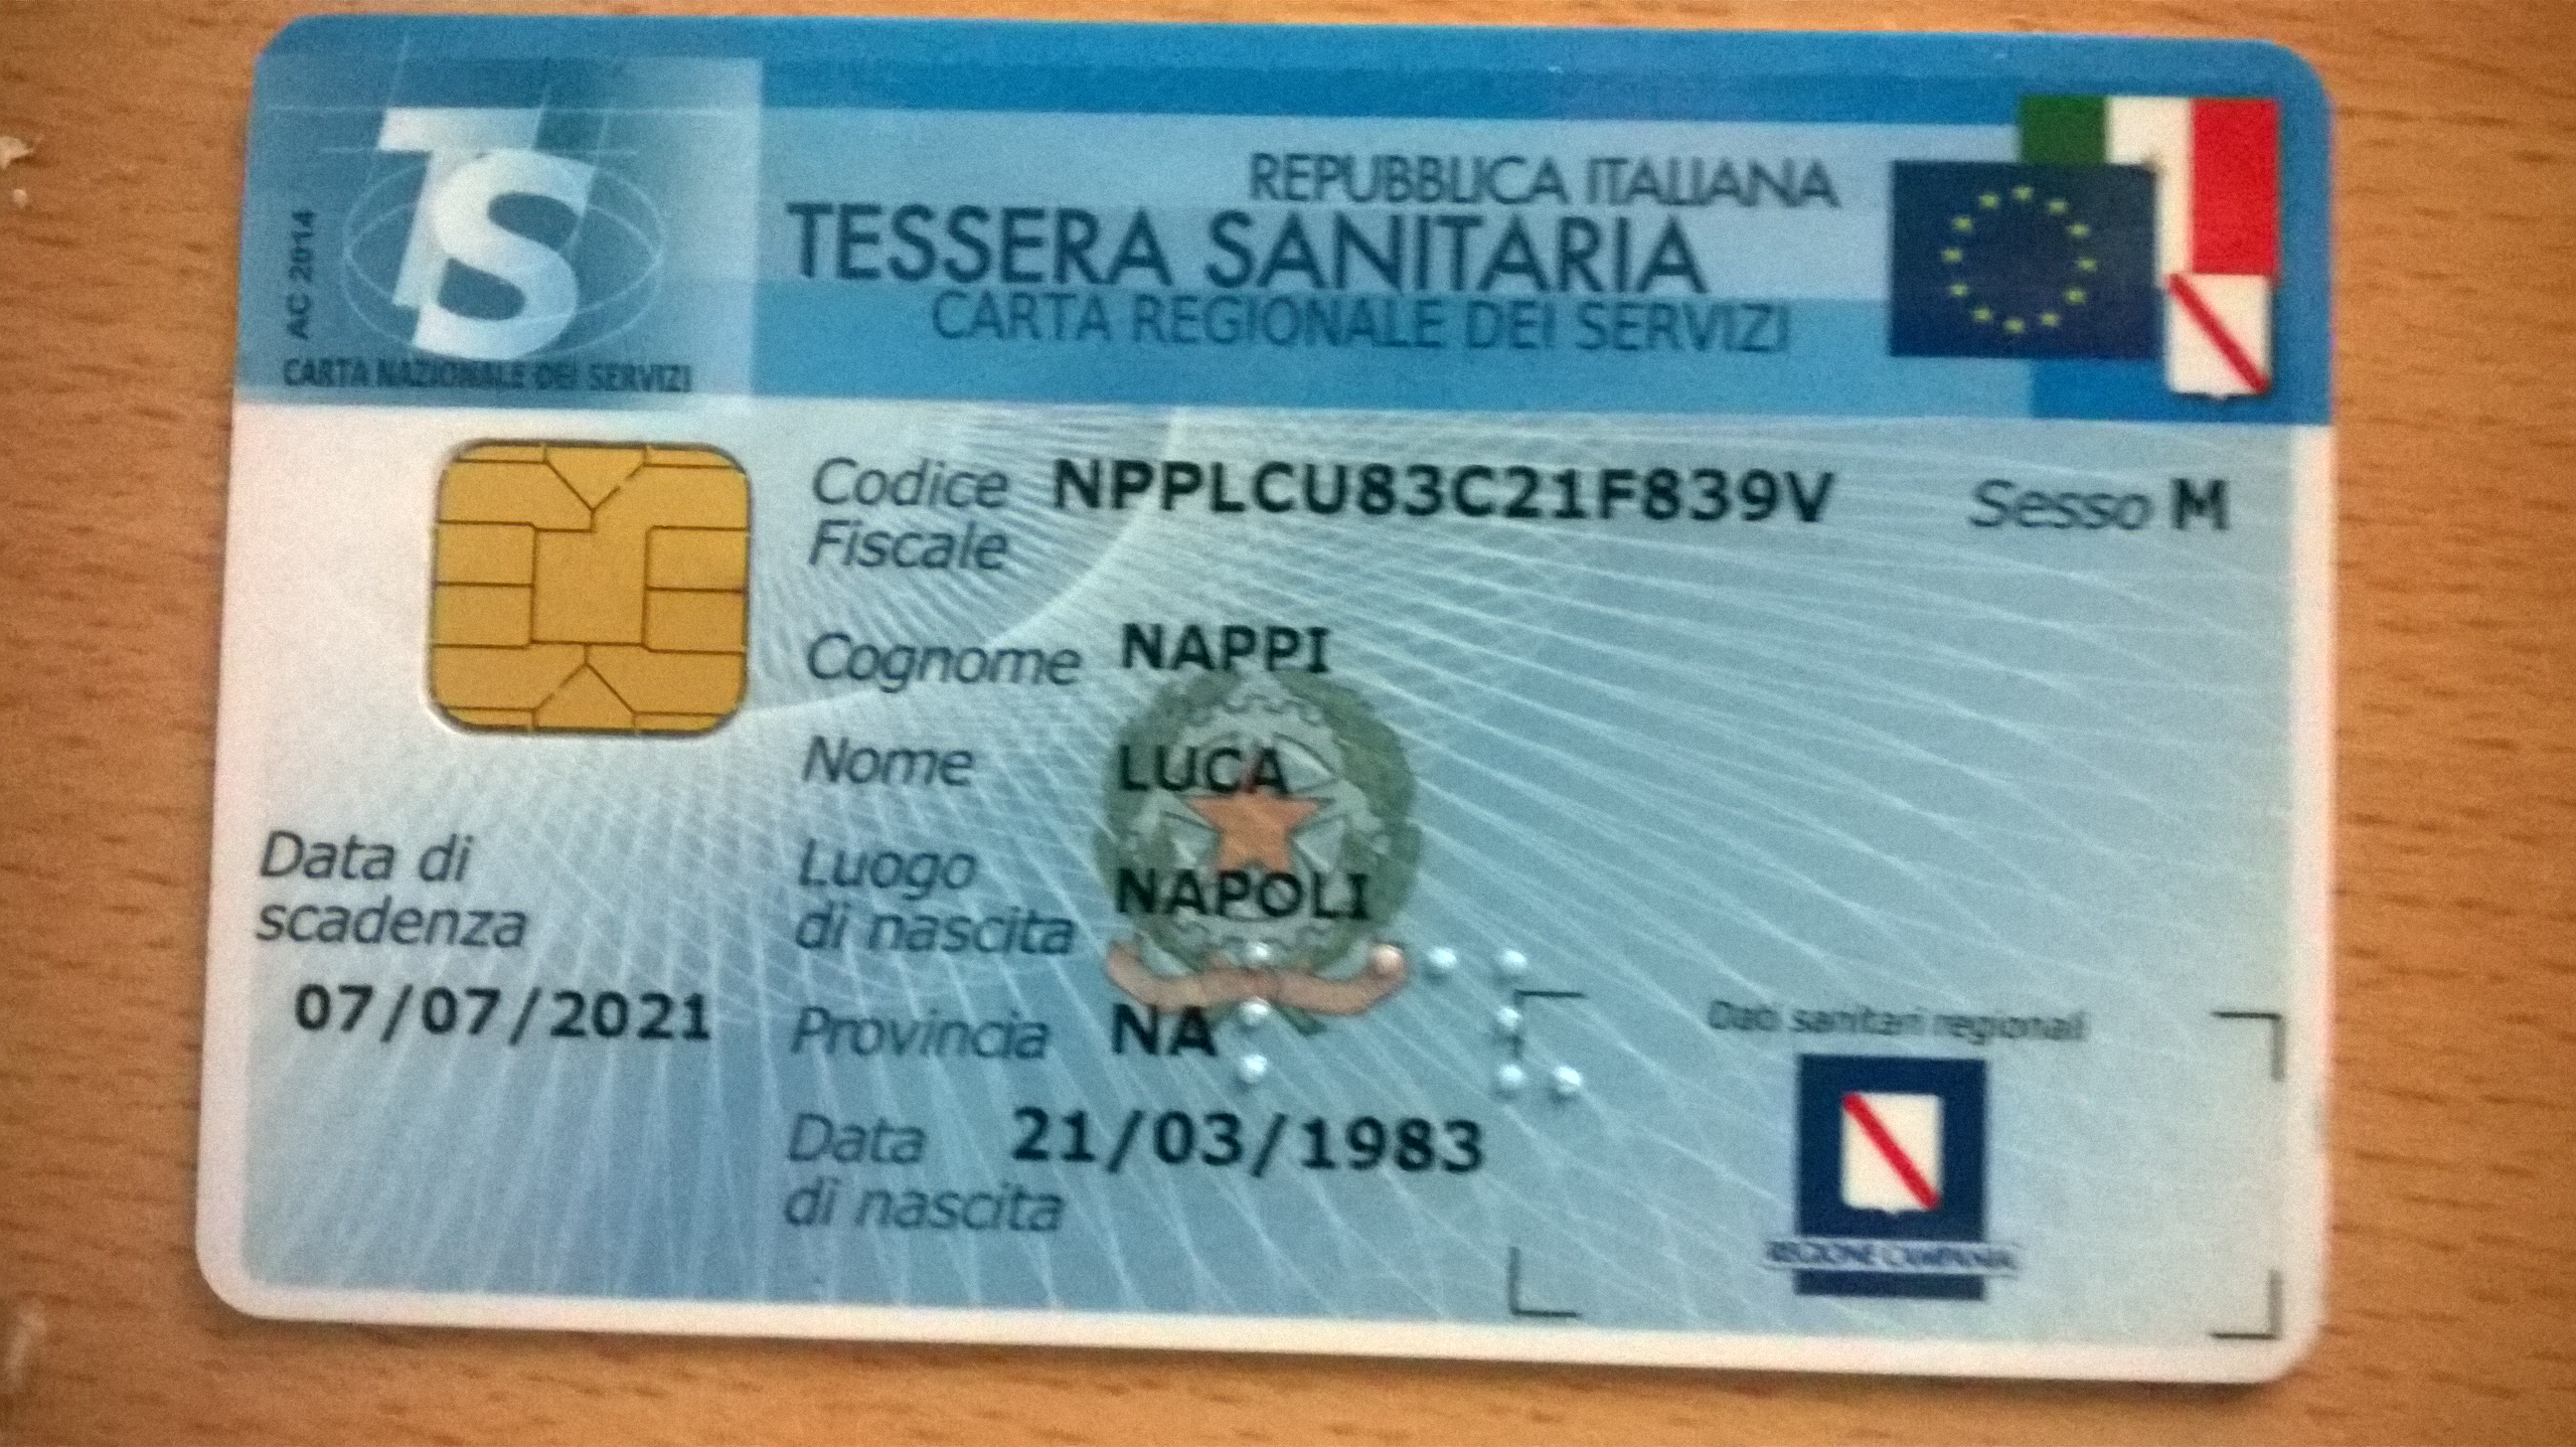 TS
AC 2014
CARTA NAZIONALE DEI SERVIZI
REPUBBLICA ITALIANA
TESSERA SANITARIA
CARTA REGIONALE DEI SERVIZI
Codice Fiscale NPPLCU83C21F839V Sesso M
Cognome NAPPI
Nome LUCA
Luogo di nascita NAPOLI
Provincia NA
Data di nascita 21/03/1983
Data di
scadenza
07/07/2021
Dati sanitari regionali
REGIONE CAMPANIA